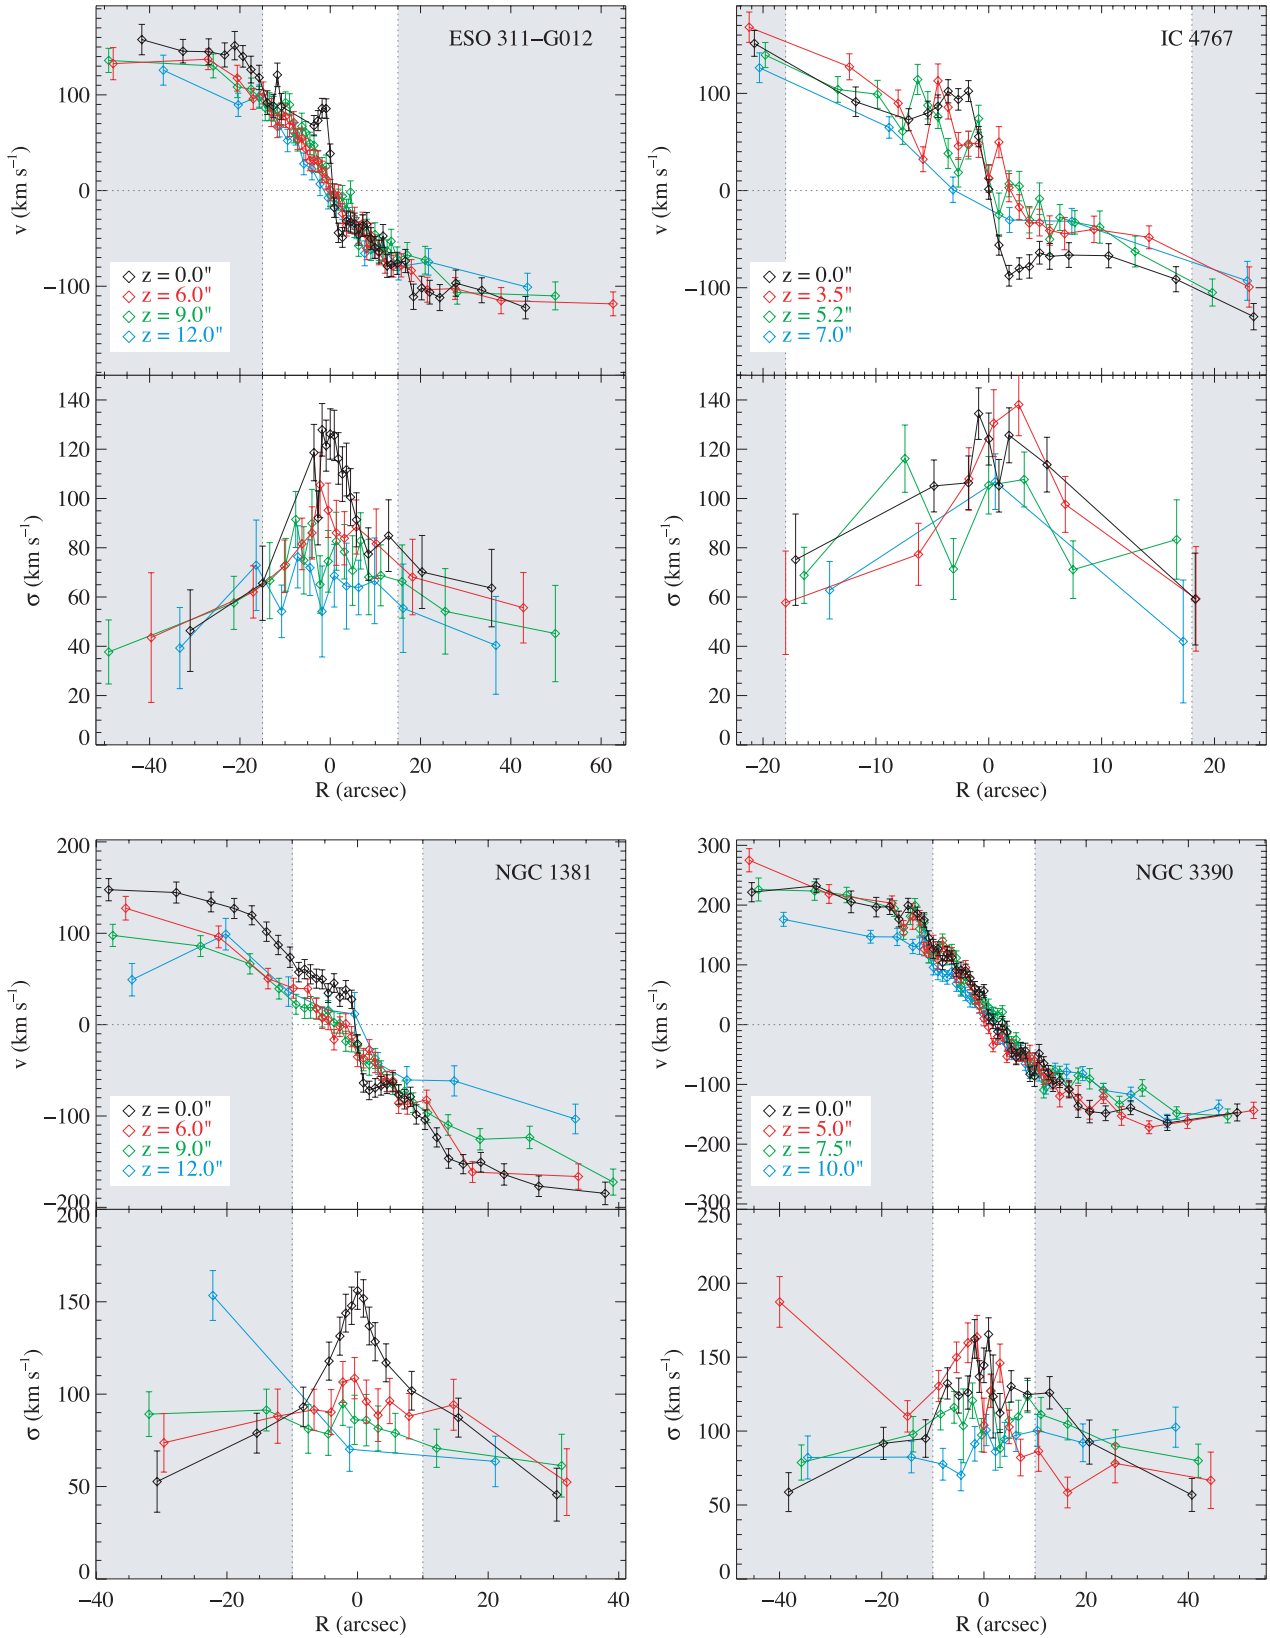 ESO 311–G012
100
0
−100
v (km s⁻¹)
z = 0.0"
z = 6.0"
z = 9.0"
z = 12.0"
140
120
100
80
60
40
20
0
σ (km s⁻¹)
−40 −20 0 20 40 60
R (arcsec)
IC 4767
100
0
−100
v (km s⁻¹)
z = 0.0"
z = 3.5"
z = 5.2"
z = 7.0"
140
120
100
80
60
40
20
0
σ (km s⁻¹)
−20 −10 0 10 20
R (arcsec)
NGC 1381
200
100
0
−100
−200
v (km s⁻¹)
z = 0.0"
z = 6.0"
z = 9.0"
z = 12.0"
200
150
100
50
0
σ (km s⁻¹)
−40 −20 0 20 40
R (arcsec)
NGC 3390
300
200
100
0
−100
−200
−300
v (km s⁻¹)
z = 0.0"
z = 5.0"
z = 7.5"
z = 10.0"
250
200
150
100
50
0
σ (km s⁻¹)
−40 −20 0 20 40
R (arcsec)